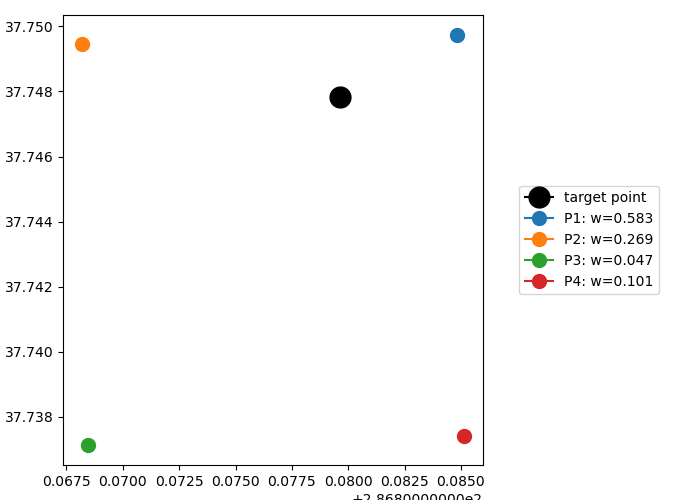 37.750
37.748
37.746
37.744
37.742
37.740
37.738
0.0675 0.0700 0.0725 0.0750 0.0775 0.0800 0.0825 0.0850
+2.8680000000e2
target point
P1: w=0.583
P2: w=0.269
P3: w=0.047
P4: w=0.101